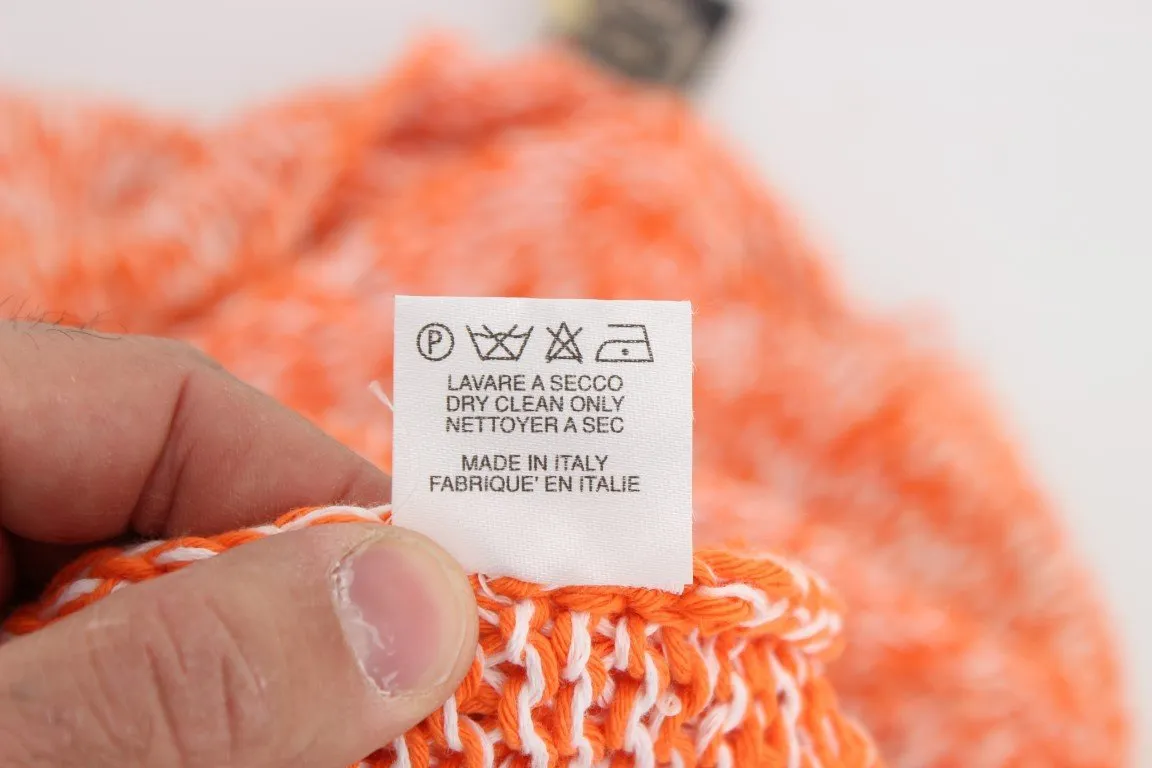 P
LAVARE A SECCO
DRY CLEAN ONLY
NETTOYER A SEC
MADE IN ITALY
FABRIQUE' EN ITALIE